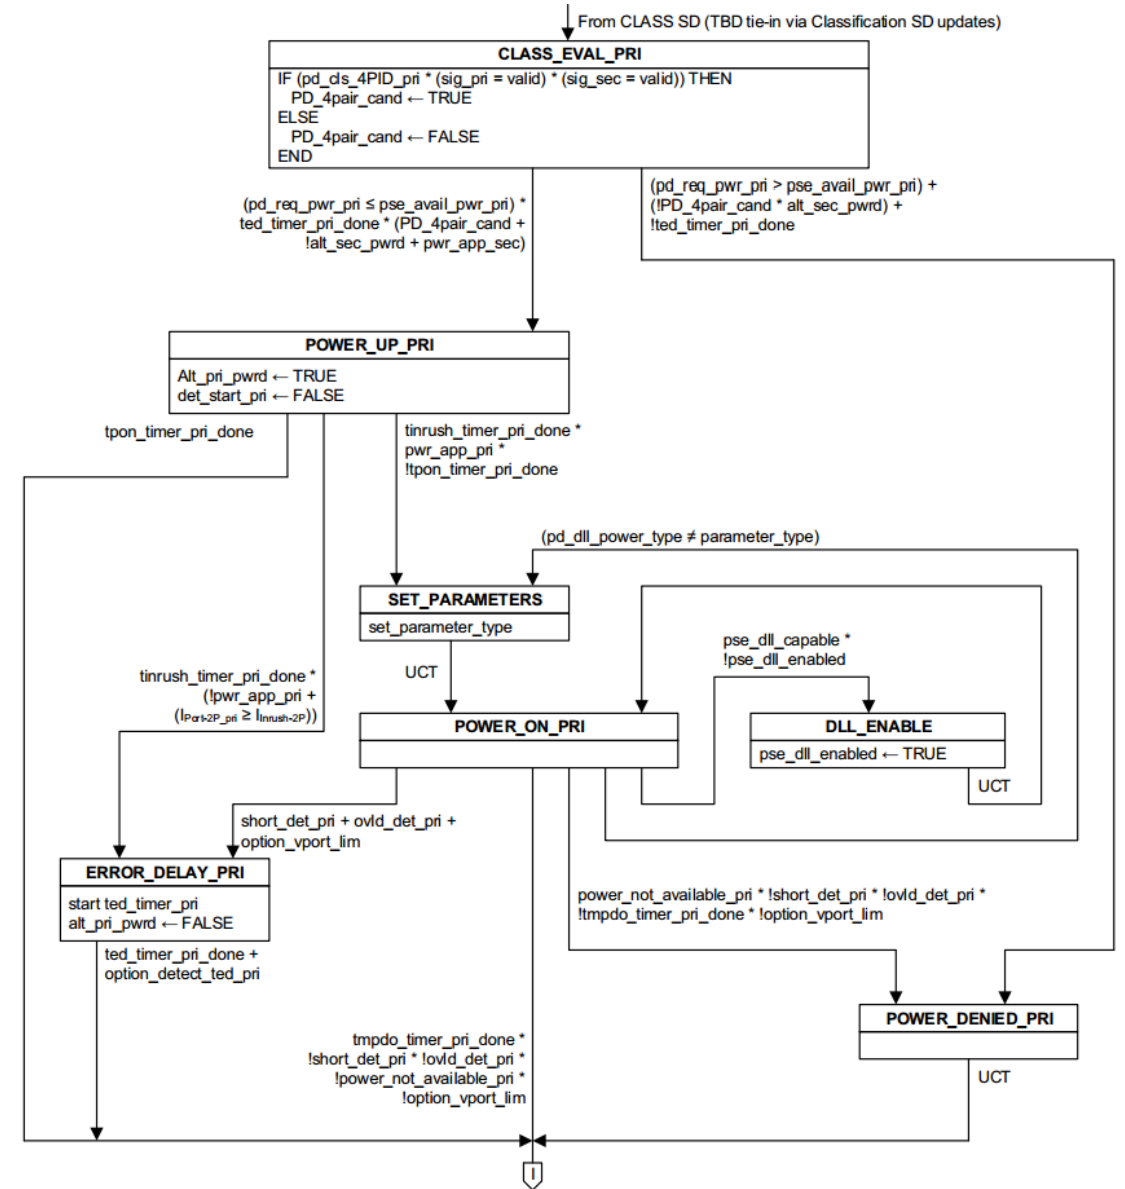 From CLASS SD (TBD tie-in via Classification SD updates)
CLASS_EVAL_PRI
IF (pd_cls_4PID_pri * (sig_pri = valid) * (sig_sec = valid)) THEN
PD_4pair_cand ← TRUE
ELSE
PD_4pair_cand ← FALSE
END
(pd_req_pwr_pri ≤ pse_avail_pwr_pri) *
ted_timer_pri_done * (PD_4pair_cand +
!alt_sec_pwrd + pwr_app_sec)
(pd_req_pwr_pri > pse_avail_pwr_pri) +
(!PD_4pair_cand * alt_sec_pwrd) +
!ted_timer_pri_done
POWER_UP_PRI
Alt_pri_pwrd ← TRUE
det_start_pri ← FALSE
tpon_timer_pri_done
tinrush_timer_pri_done *
pwr_app_pri *
!tpon_timer_pri_done
(pd_dll_power_type ≠ parameter_type)
SET_PARAMETERS
set_parameter_type
UCT
pse_dll_capable *
!pse_dll_enabled
tinrush_timer_pri_done *
(!pwr_app_pri +
(IPort-2P_pri ≥ IInrush-2P))
POWER_ON_PRI
DLL_ENABLE
pse_dll_enabled ← TRUE
UCT
short_det_pri + ovld_det_pri +
option_vport_lim
ERROR_DELAY_PRI
start ted_timer_pri
alt_pri_pwrd ← FALSE
power_not_available_pri * !short_det_pri * !ovld_det_pri *
!tmpdo_timer_pri_done * !option_vport_lim
ted_timer_pri_done +
option_detect_ted_pri
POWER_DENIED_PRI
tmpdo_timer_pri_done *
!short_det_pri * !ovld_det_pri *
!power_not_available_pri *
!option_vport_lim
UCT
I